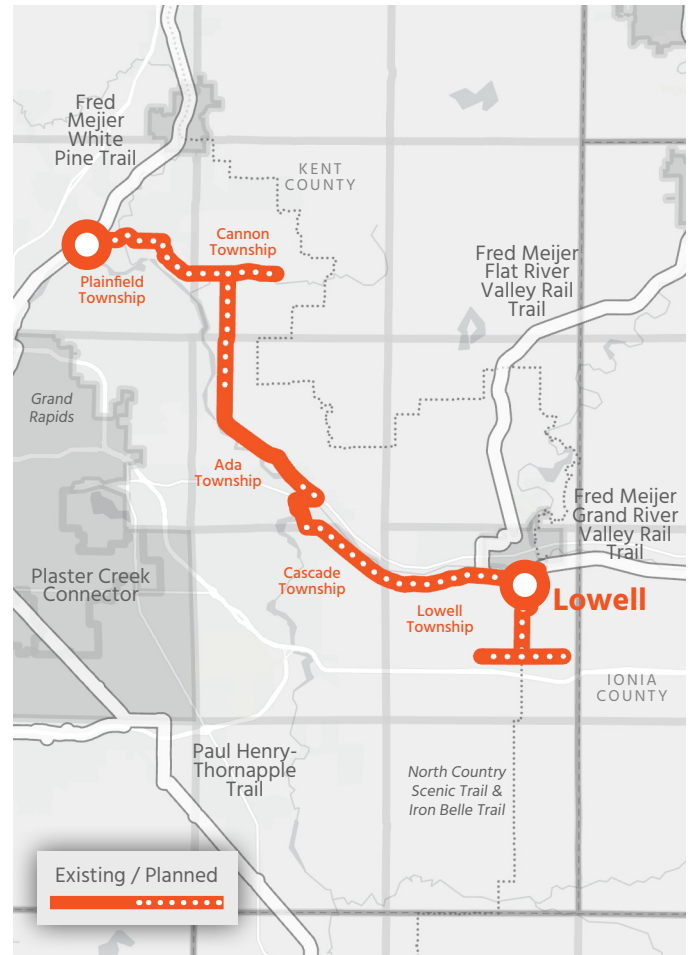 Fred
Mejier
White
Pine Trail
KENT
COUNTY
Cannon
Township
Plainfield
Township
Fred Meijer
Flat River
Valley Rail
Trail
Grand
Rapids
Ada
Township
Fred Meijer
Grand River
Valley Rail
Trail
Plaster Creek
Connector
Cascade
Township
Lowell
Township
Lowell
IONIA
COUNTY
Paul Henry-
Thornapple
Trail
North Country
Scenic Trail &
Iron Belle Trail
Existing / Planned